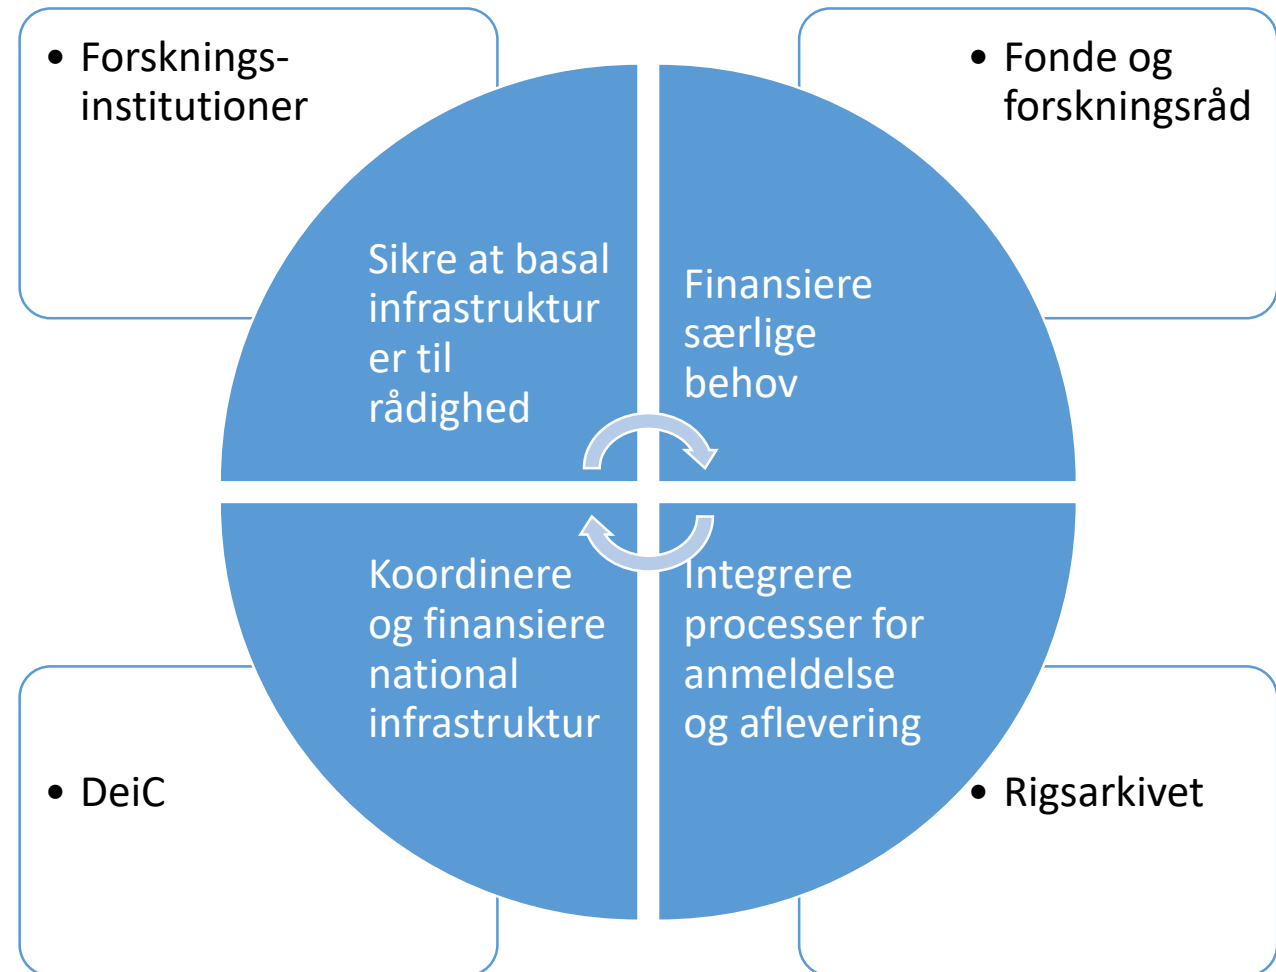 • Forsknings-
institutioner
• Fonde og
forskningsråd
Sikre at basal
infrastruktur
er til
rådighed
Finansiere
særlige
behov
Koordinere
og finansiere
national
infrastruktur
Integrere
processer for
anmeldelse
og aflevering
• DeiC
• Rigsarkivet